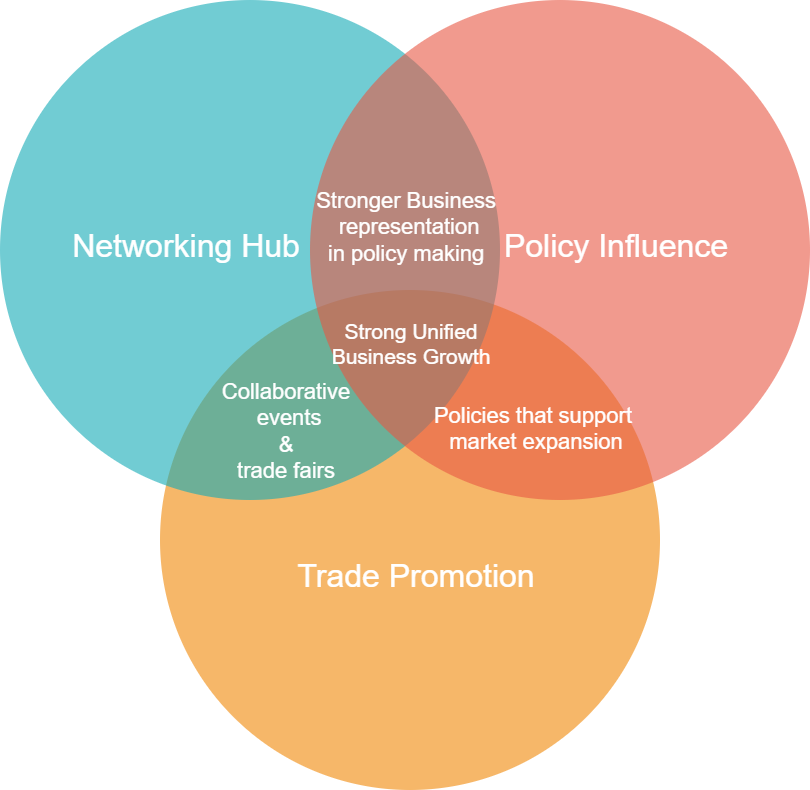 Stronger Business
representation
in policy making
Networking Hub
Policy Influence
Strong Unified
Business Growth
Collaborative
events
&
trade fairs
Policies that support
market expansion
Trade Promotion